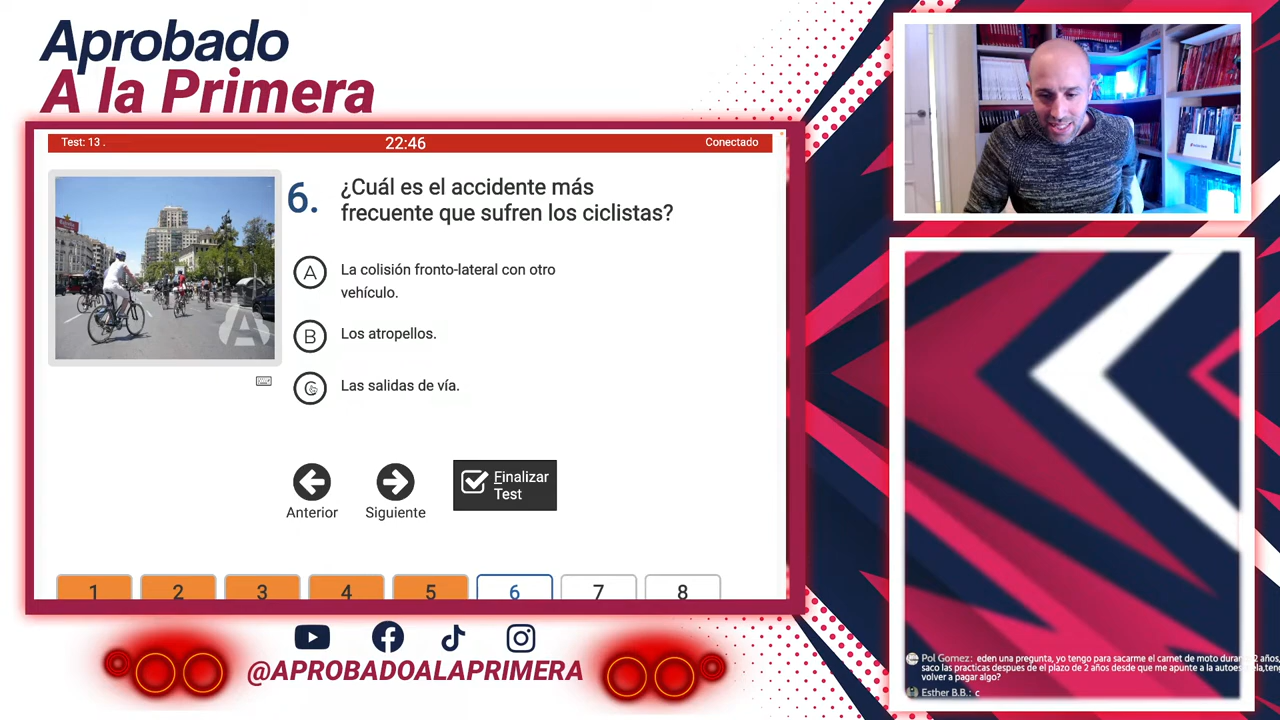 Aprobado
A la Primera
Test: 13 .
22:46
Conectado
6.
¿Cuál es el accidente más
frecuente que sufren los ciclistas?
A
La colisión fronto-lateral con otro
vehículo.
B
Los atropellos.
C
Las salidas de vía.
Anterior
Siguiente
Finalizar
Test
1 2 3 4 5 6 7 8
@APROBADOALAPRIMERA
Pol Gomez: eden una pregunta, yo tengo para sacarme el carnet de moto 2 años,
saco las practicas despues de el plazo de 2 años desde que me apunte a la
volver a pagar algo?
Esther B.B.: c